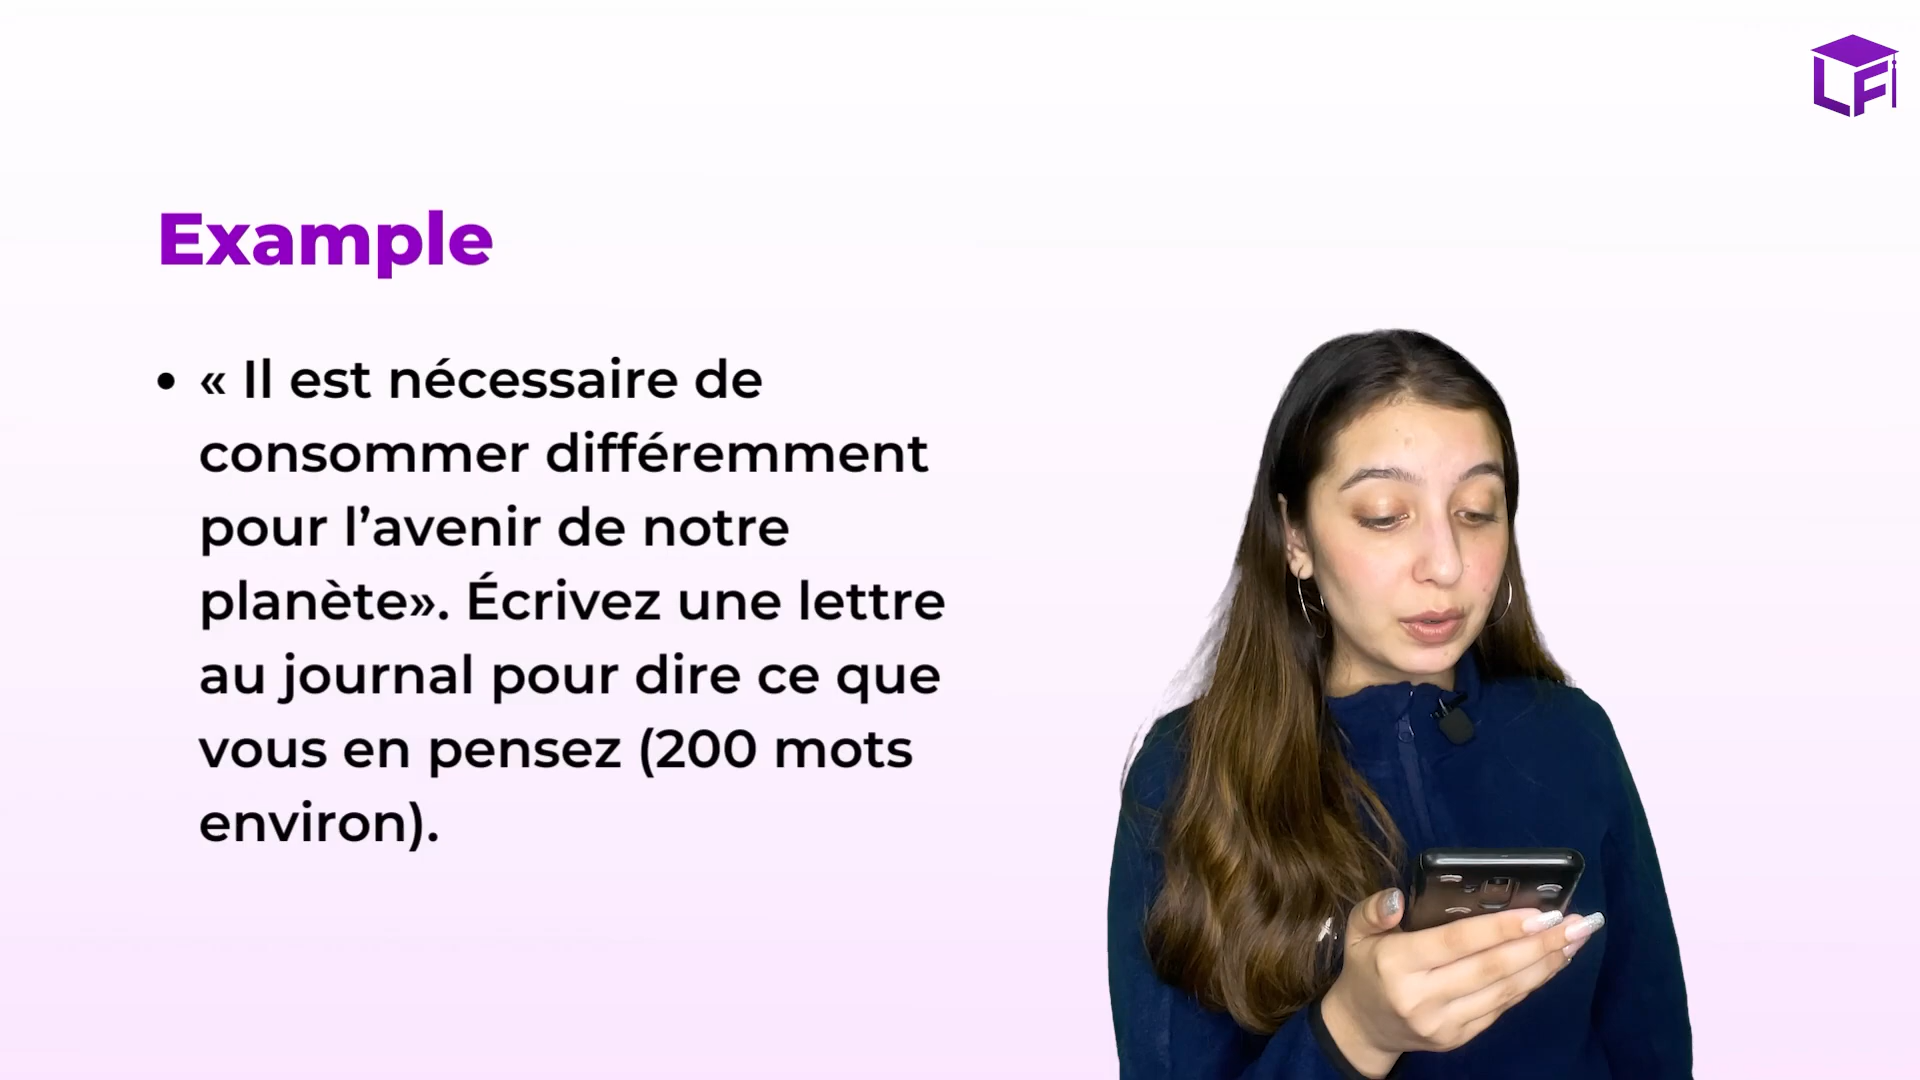 LF
Example
• « Il est nécessaire de
consommer différemment
pour l’avenir de notre
planète». Écrivez une lettre
au journal pour dire ce que
vous en pensez (200 mots
environ).